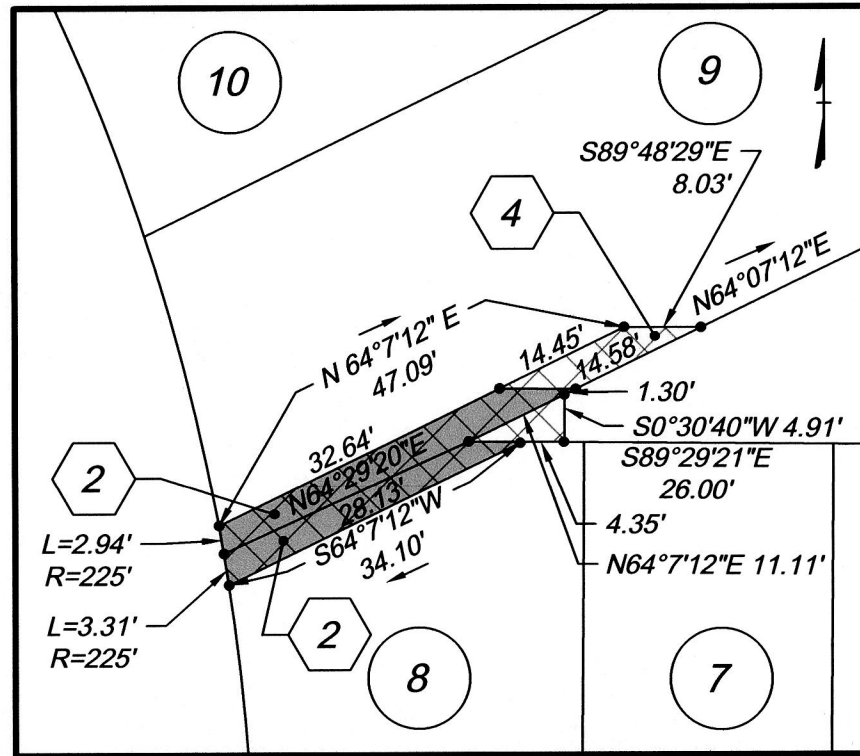 10
9
S89°48'29"E
8.03'
4
N64°07'12"E
N 64°7'12" E
47.09'
14.45'
14.58'
1.30'
S0°30'40"W 4.91'
32.64'
N64°29'20"E
28.13'
S64°7'12"W
34.10'
S89°29'21"E
26.00'
4.35'
N64°7'12"E 11.11'
2
L=2.94'
R=225'
L=3.31'
R=225'
2
8
7